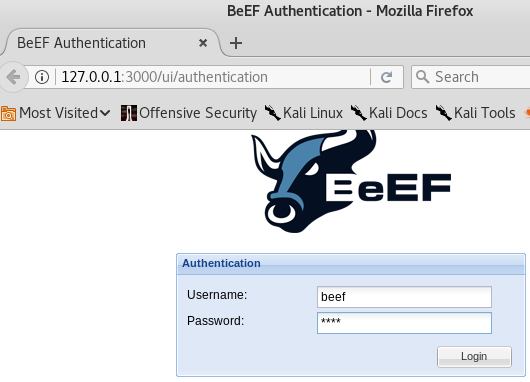 BeEF Authentication - Mozilla Firefox
BeEF Authentication
127.0.0.1:3000/ui/authentication
Search
Most Visited Offensive Security Kali Linux Kali Docs Kali Tools
BeEF
Authentication
Username: beef
Password: ****
Login